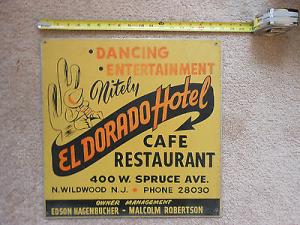 • DANCING
• ENTERTAINMENT
Nitely
EL DORADO Hotel
CAFE
RESTAURANT
400 W. SPRUCE AVE.
N. WILDWOOD N.J. • PHONE 28030
OWNER MANAGEMENT
EDSON HAGENBUCHER - MALCOLM ROBERTSON